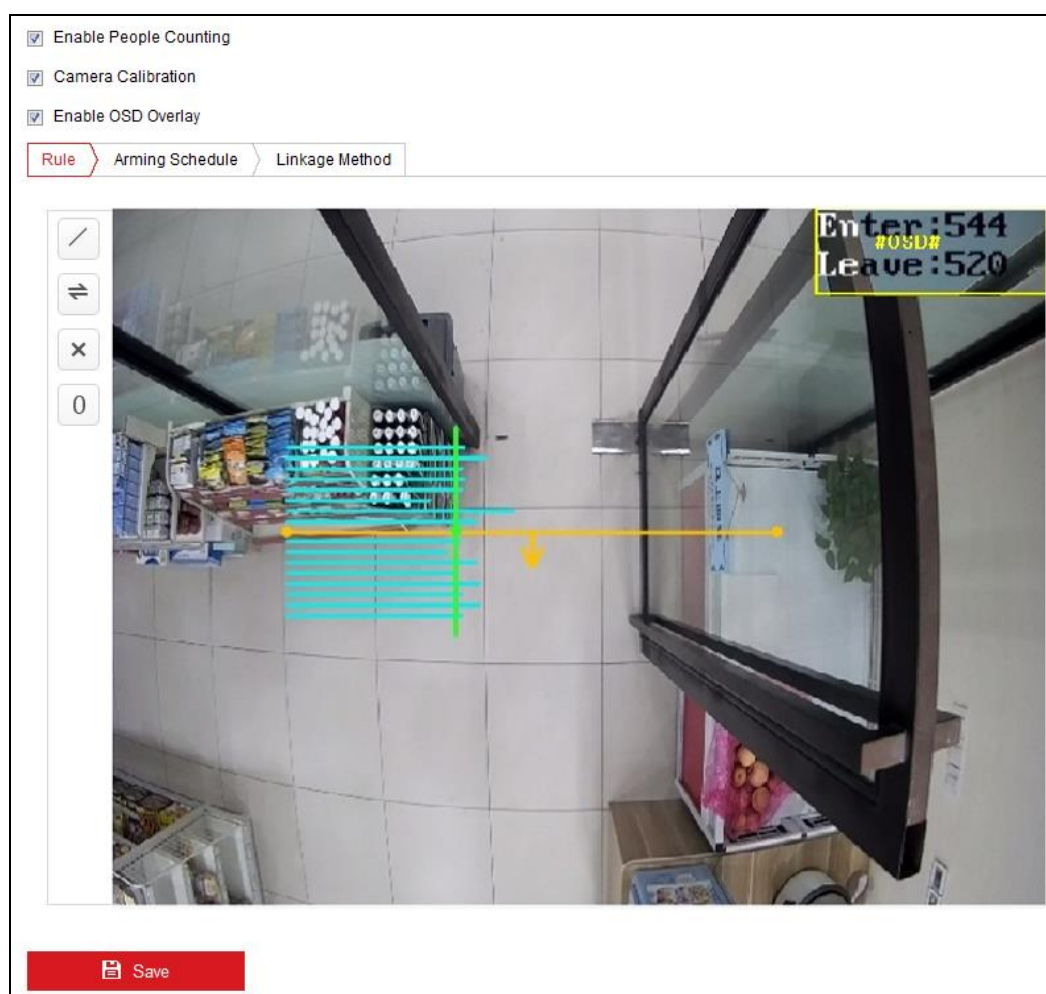 Enable People Counting
Camera Calibration
Enable OSD Overlay
Rule Arming Schedule Linkage Method
Enter:544
#OSD#
Leave:520
0
Save